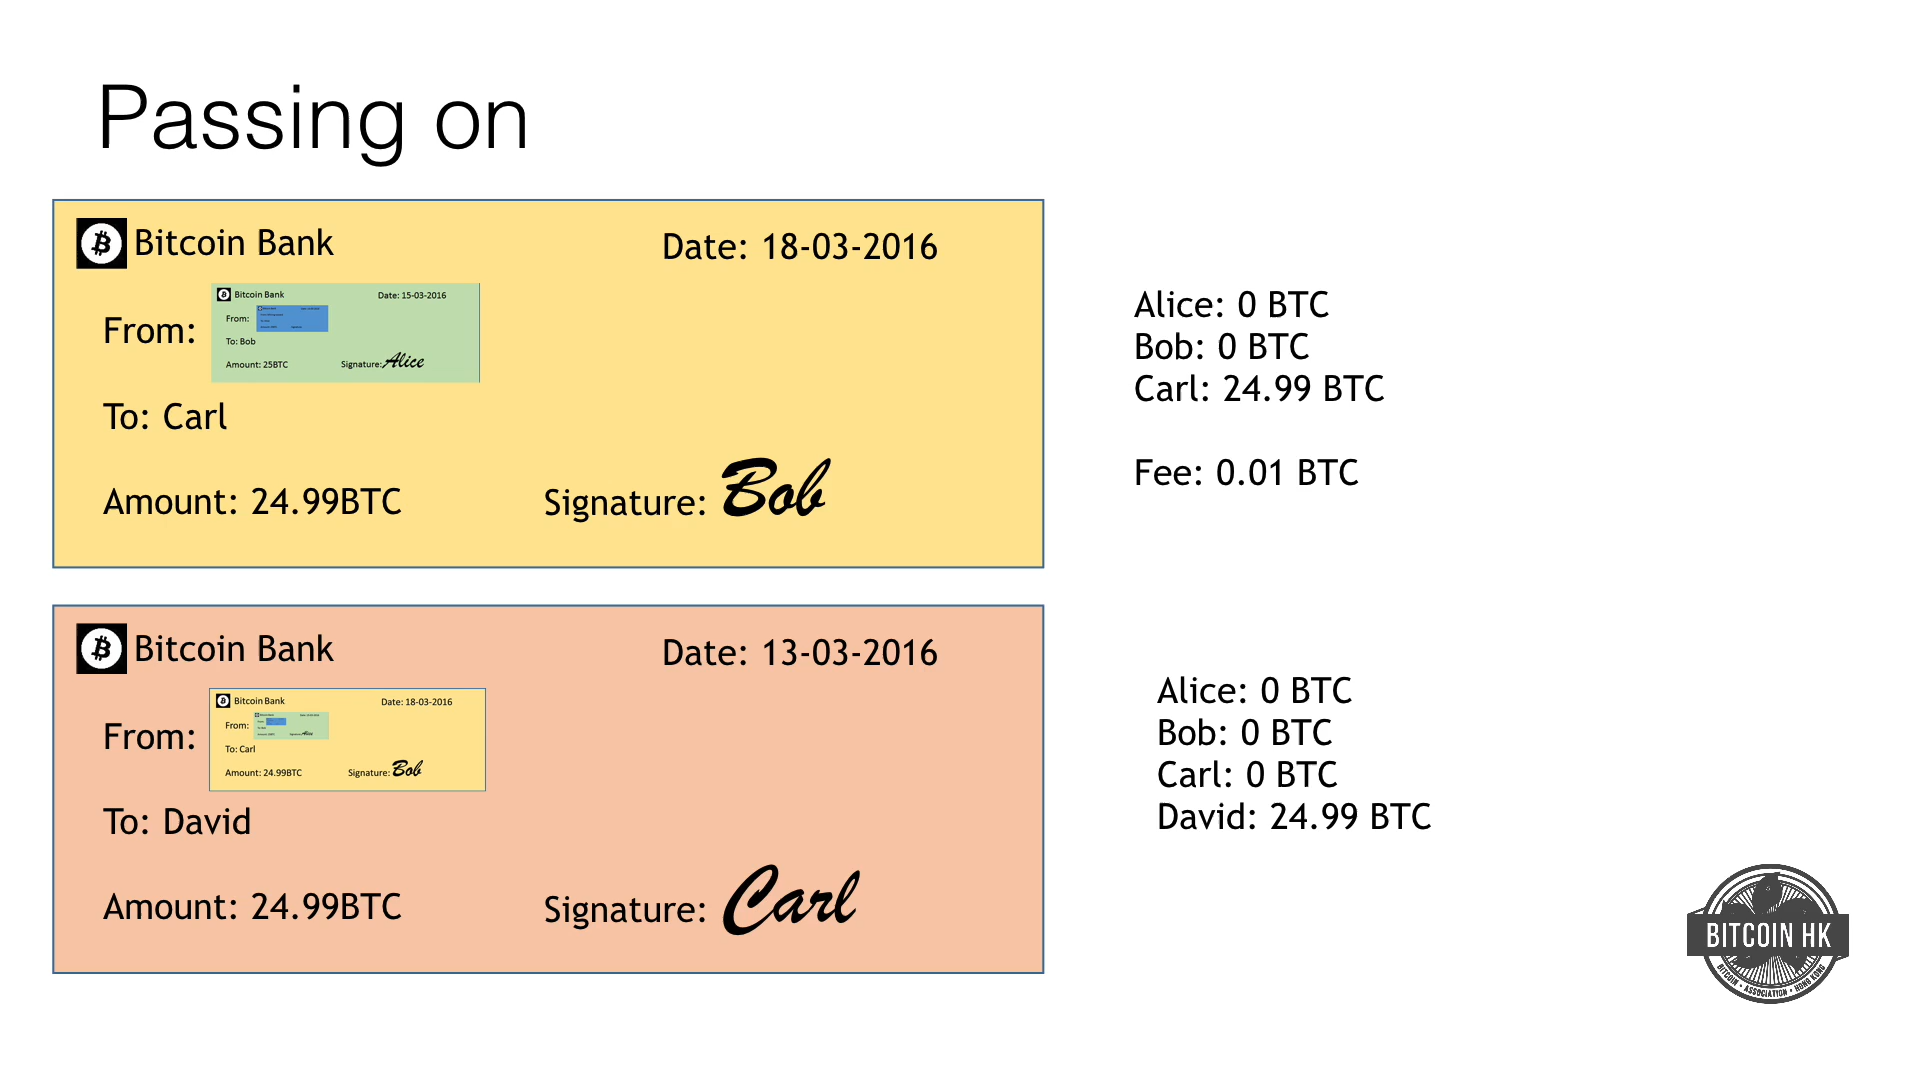 Passing on
Bitcoin Bank
Date: 18-03-2016
From:
Bitcoin Bank
Date: 15-03-2016
From:
To: Bob
Amount: 25BTC
Signature: Alice
To: Carl
Amount: 24.99BTC
Signature: Bob
Alice: 0 BTC
Bob: 0 BTC
Carl: 24.99 BTC
Fee: 0.01 BTC
Bitcoin Bank
Date: 13-03-2016
From:
Bitcoin Bank
Date: 18-03-2016
From:
To: Carl
Amount: 24.99BTC
Signature: Bob
To: David
Amount: 24.99BTC
Signature: Carl
Alice: 0 BTC
Bob: 0 BTC
Carl: 0 BTC
David: 24.99 BTC
BITCOIN HK
BITCOIN • ASSOCIATION • HONG KONG